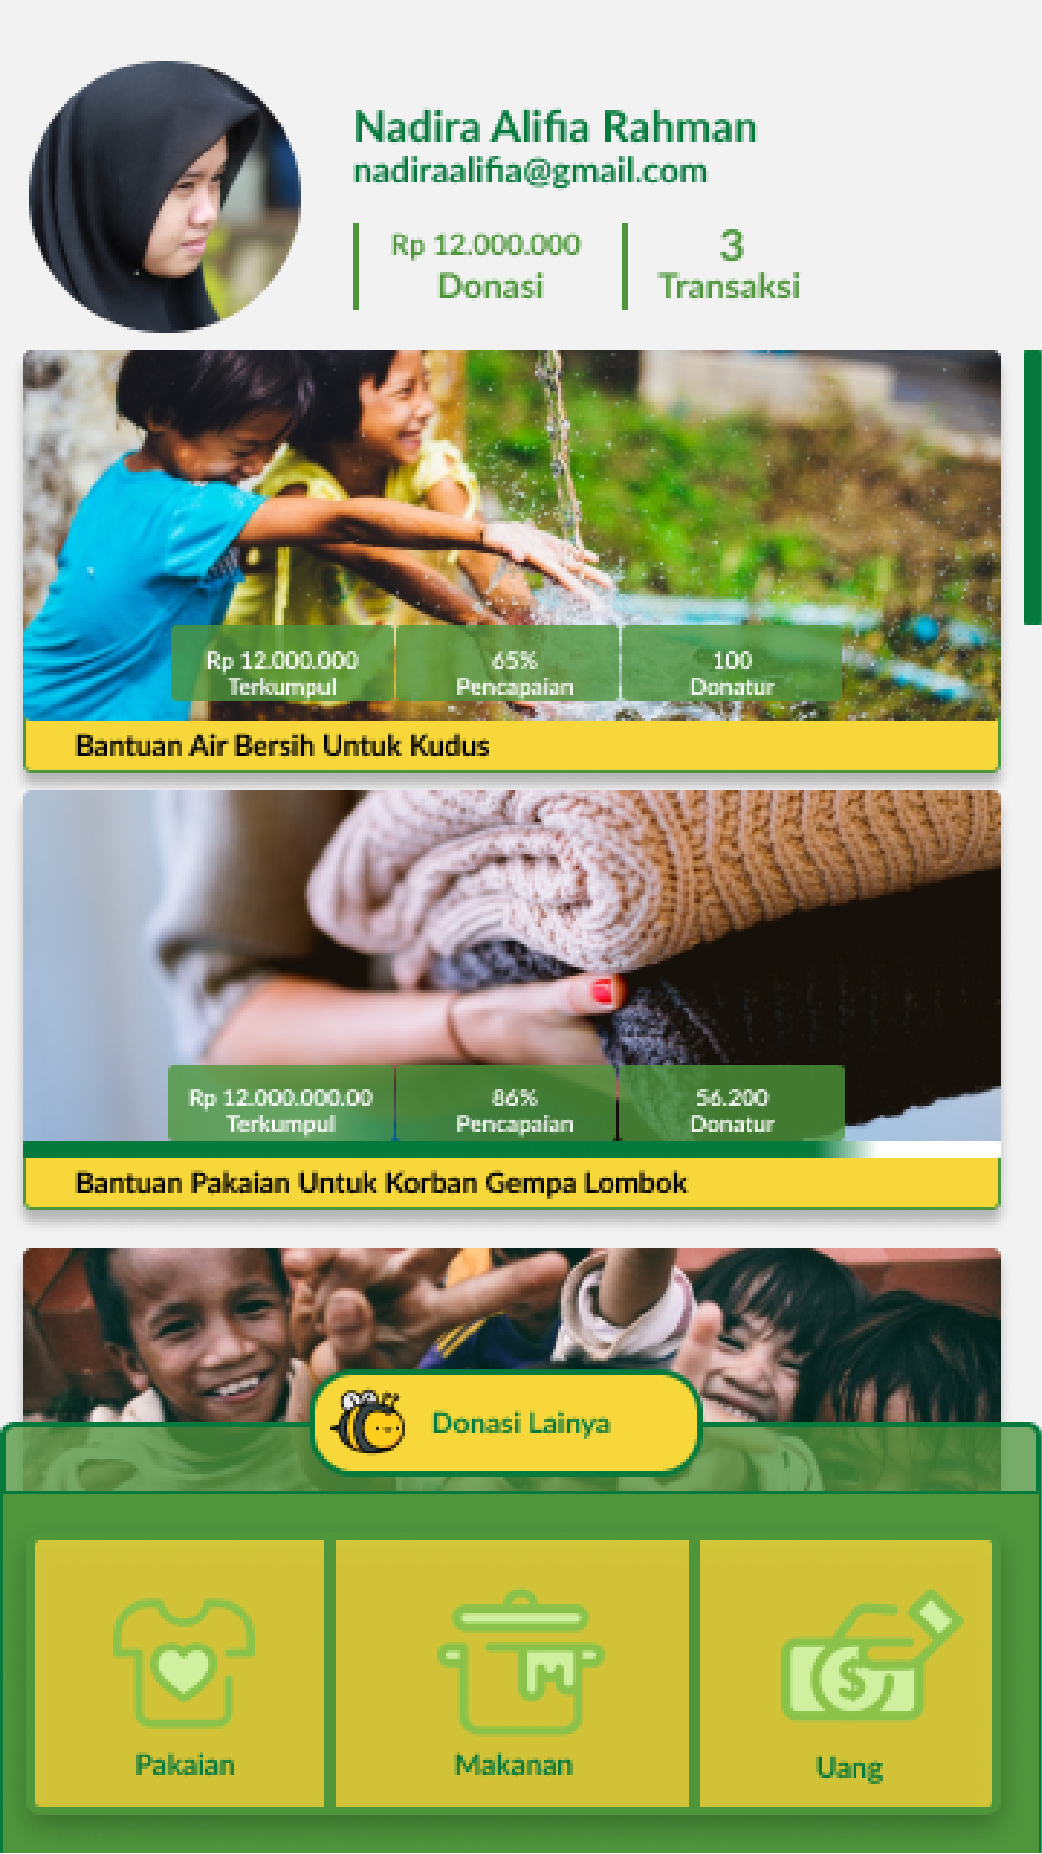 Nadira Alifia Rahman
nadiraalifia@gmail.com
Rp 12.000.000
Donasi
3
Transaksi
Rp 12.000.000
Terkumpul
65%
Pencapaian
100
Donatur
Bantuan Air Bersih Untuk Kudus
Rp 12.000.000.00
Terkumpul
86%
Pencapaian
56.200
Donatur
Bantuan Pakaian Untuk Korban Gempa Lombok
Donasi Lainya
Pakaian
Makanan
$
Uang